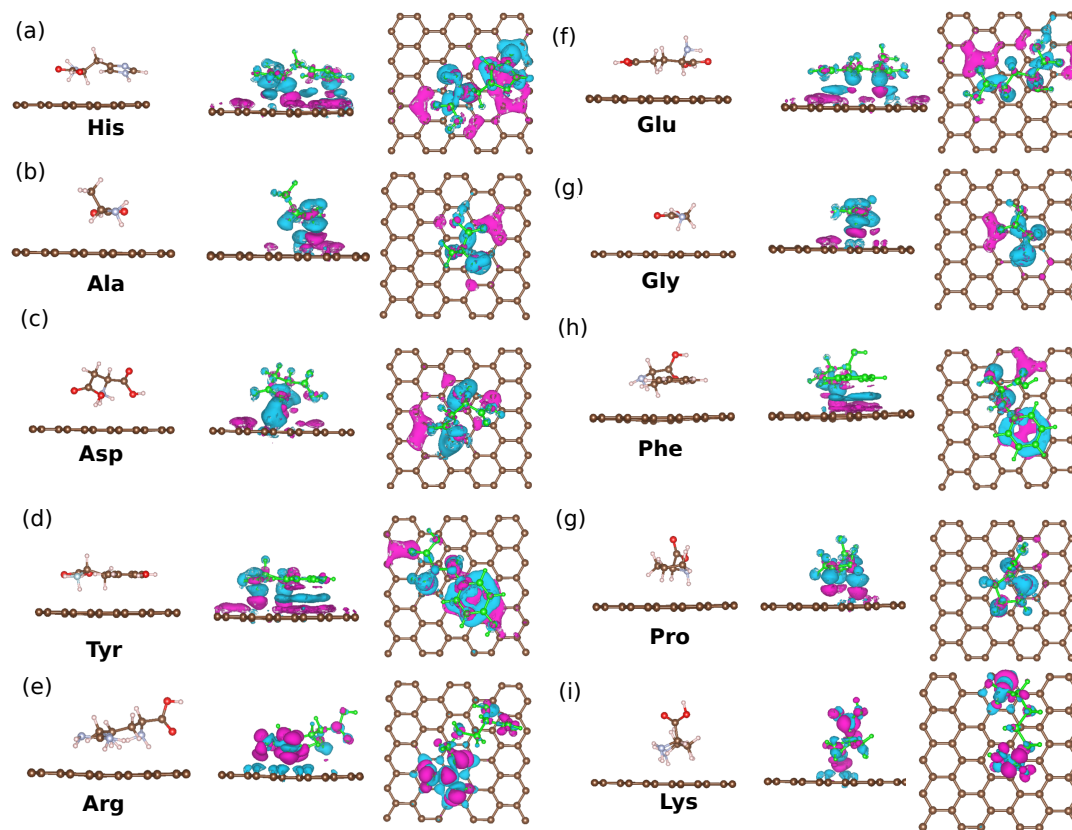 (a)
His
(b)
Ala
(c)
Asp
(d)
Tyr
(e)
Arg
(f)
Glu
(g)
Gly
(h)
Phe
(g)
Pro
(i)
Lys